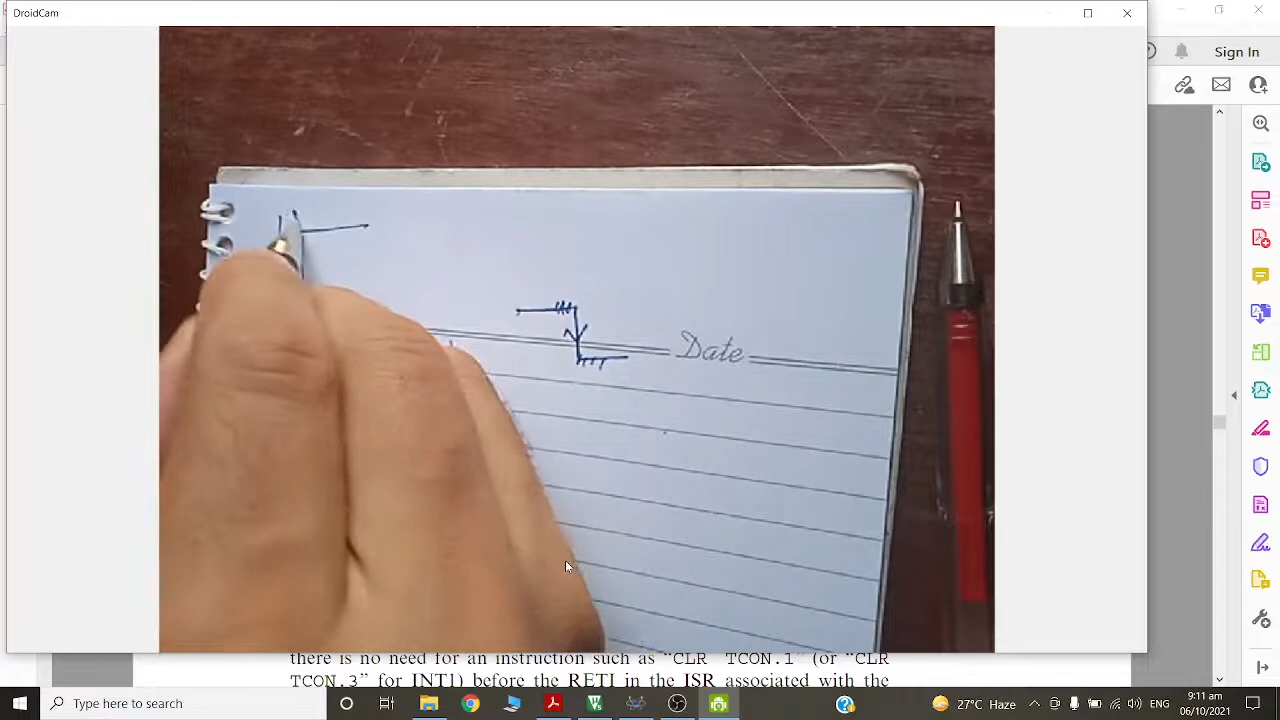 DroidCam
Sign In
Date
there is no need for an instruction such as “CLR TCON.1” (or “CLR
TCON.3” for INT1) before the RETI in the ISR associated with the
Type here to search
27°C Haze
9:11 am
06/10/2021